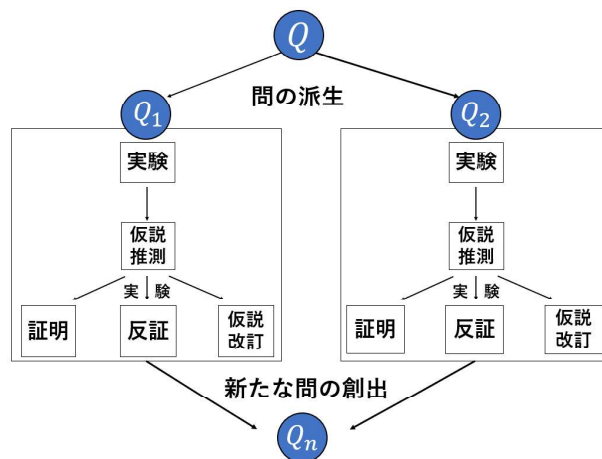 Q
問の派生
Q₁
Q₂
実験
仮説
推測
実 験
証明
反証
仮説
改訂
実験
仮説
推測
実 験
証明
反証
仮説
改訂
新たな問の創出
Qₙ